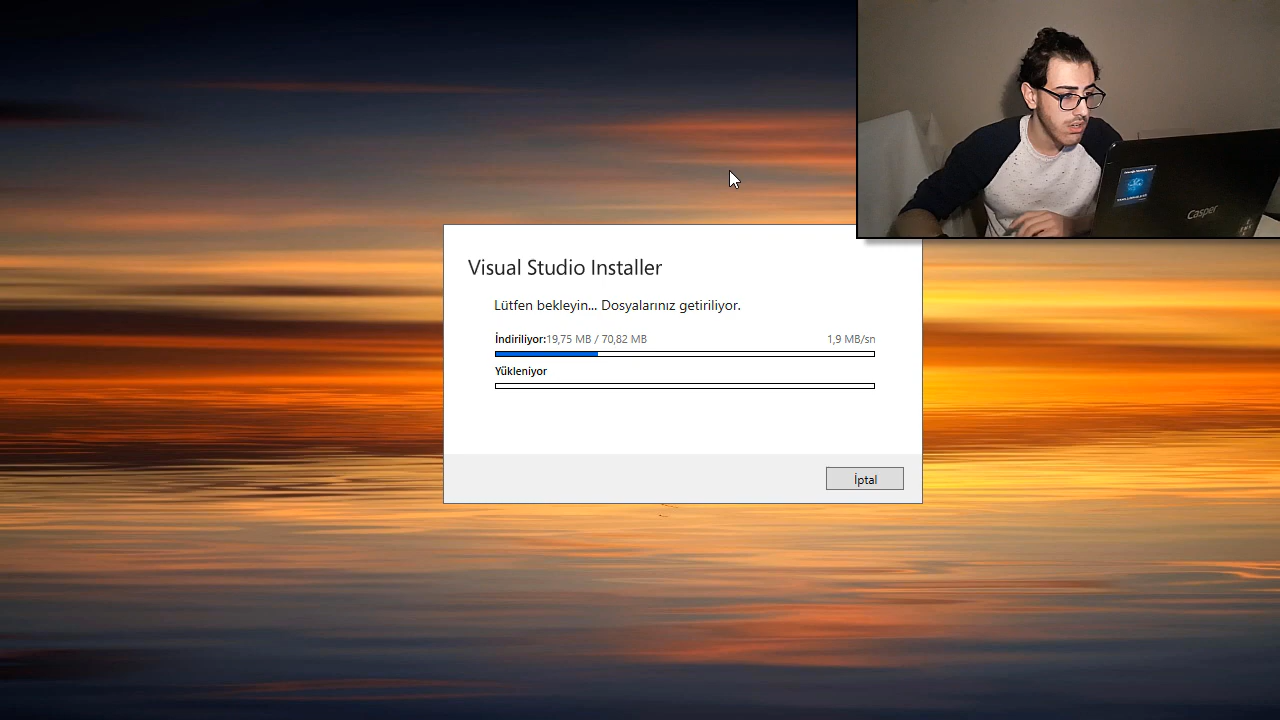 Visual Studio Installer
Lütfen bekleyin... Dosyalarınız getiriliyor.
İndiriliyor:19,75 MB / 70,82 MB 1,9 MB/sn
Yükleniyor
İptal
Casper